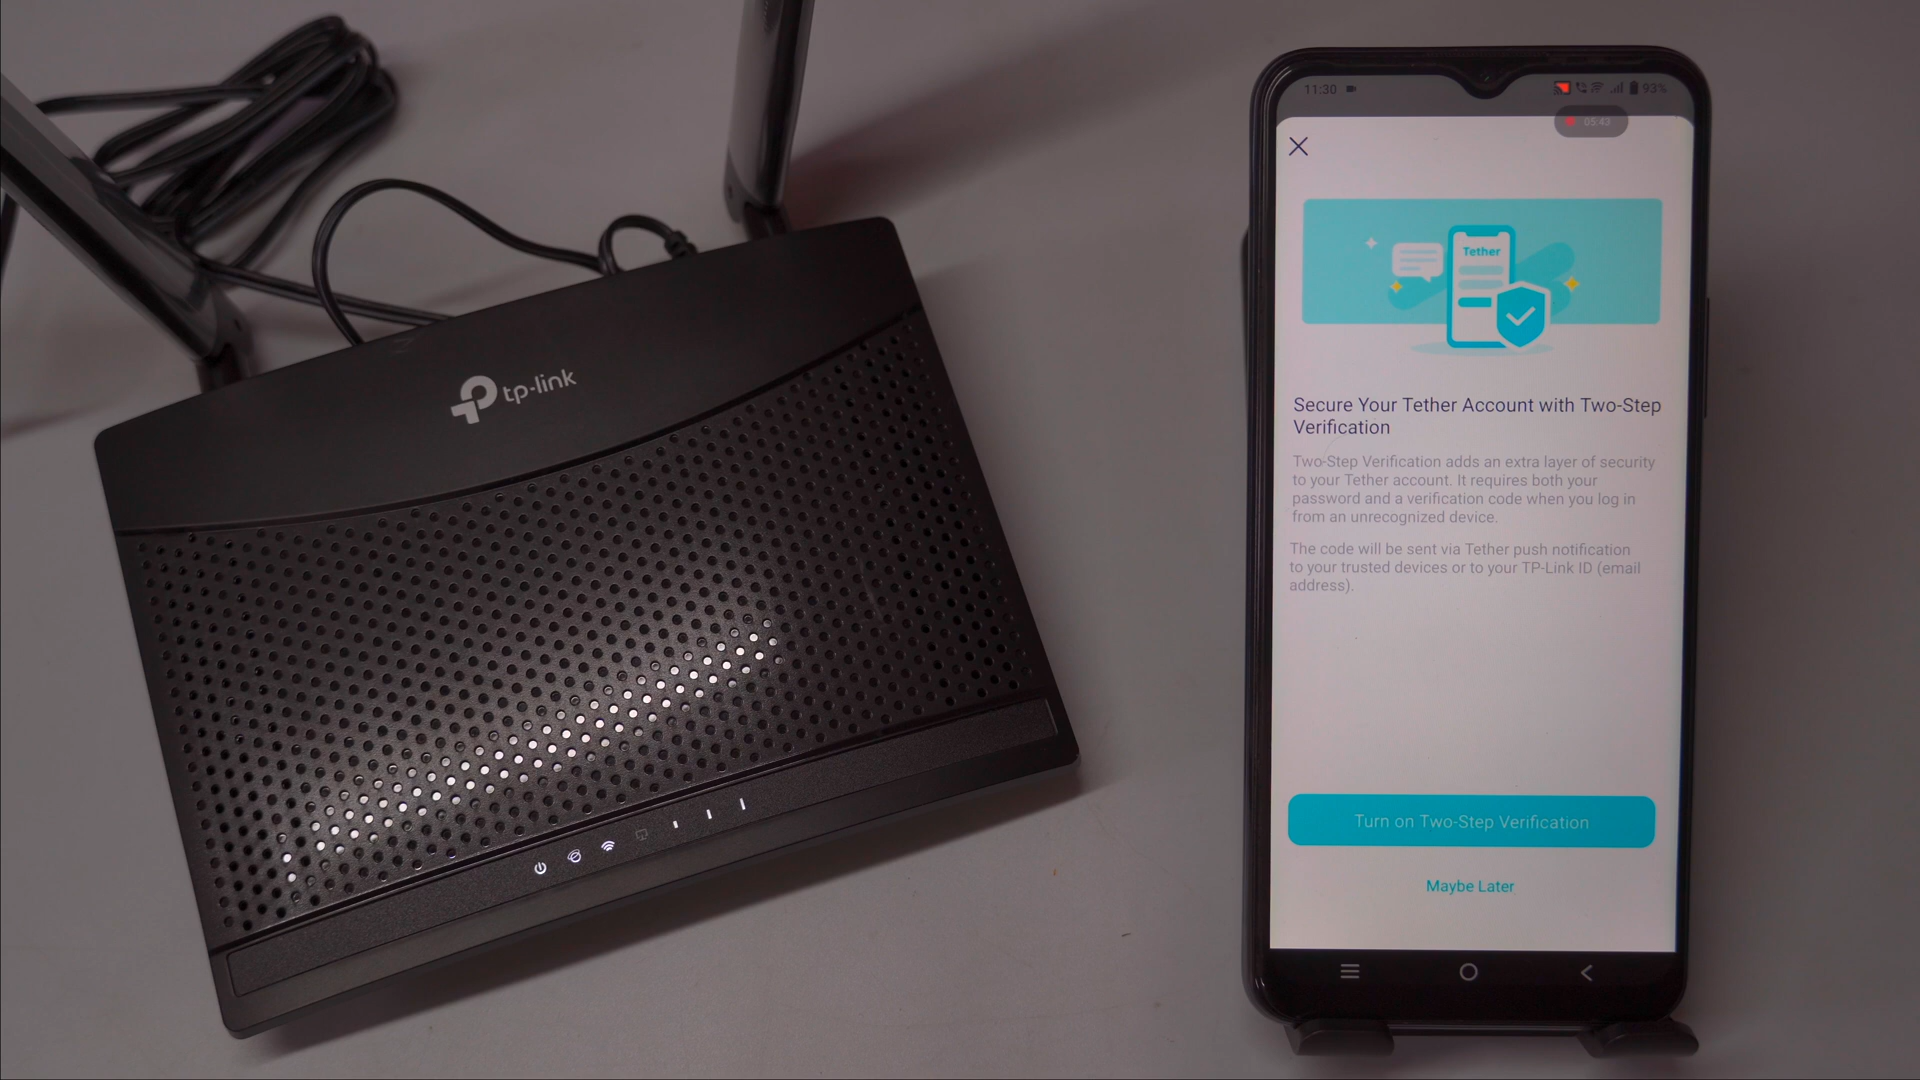 tp-link
11:30
93%
05:43
Tether
Secure Your Tether Account with Two-Step
Verification
Two-Step Verification adds an extra layer of security
to your Tether account. It requires both your
password and a verification code when you log in
from an unrecognized device.
The code will be sent via Tether push notification
to your trusted devices or to your TP-Link ID (email
address).
Turn on Two-Step Verification
Maybe Later